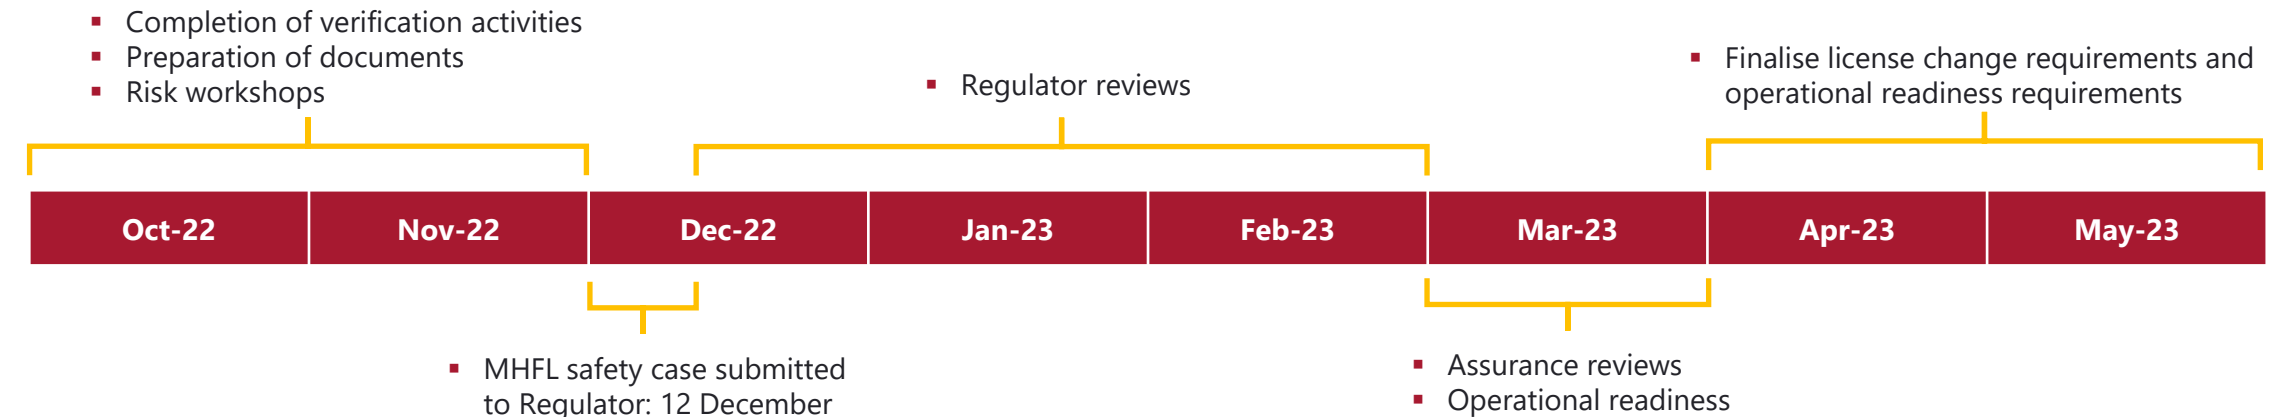 ▪ Completion of verification activities
▪ Preparation of documents
▪ Risk workshops
▪ Regulator reviews
▪ Finalise license change requirements and
operational readiness requirements
Oct-22 Nov-22 Dec-22 Jan-23 Feb-23 Mar-23 Apr-23 May-23
▪ MHFL safety case submitted
to Regulator: 12 December
▪ Assurance reviews
▪ Operational readiness